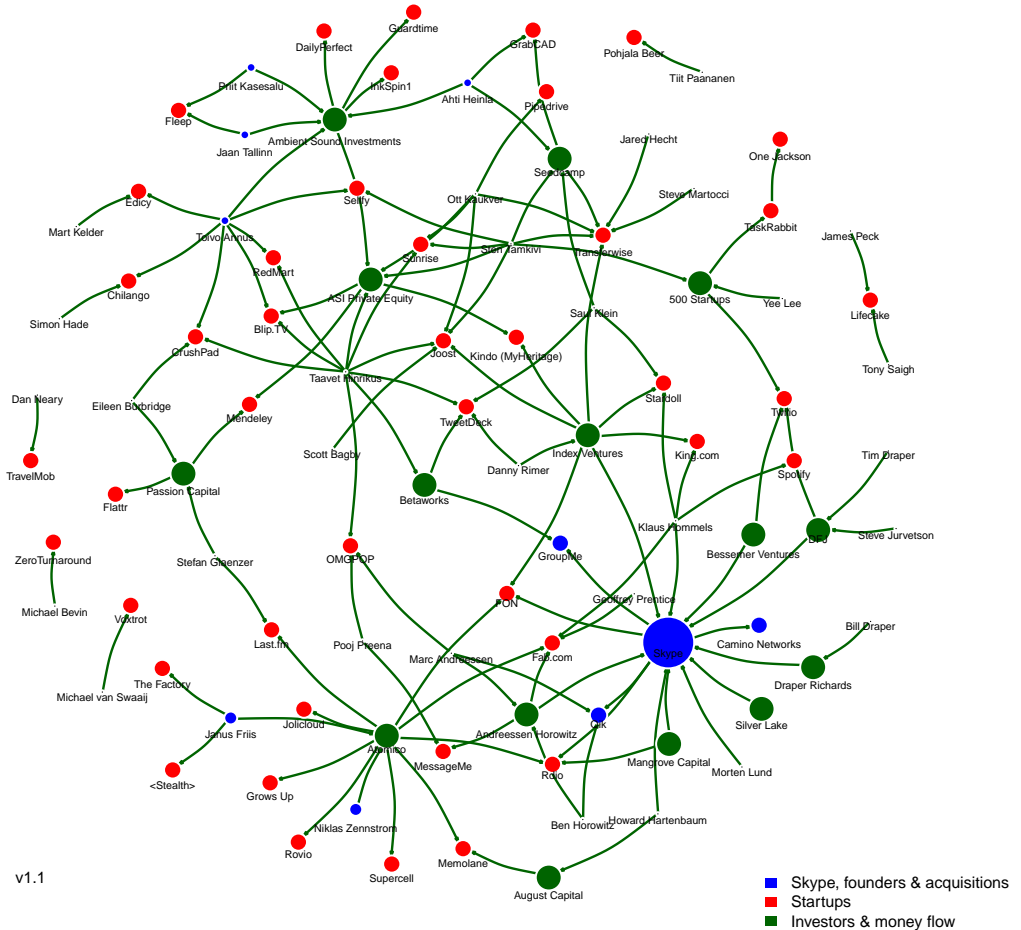 Guardtime
DailyPerfect
GrabCAD
Pohjala Beer
Tiit Paananen
Priit Kasesalu
InkSpin1
Ahti Heinla
Pipedrive
Fleep
Jaan Tallinn
Ambient Sound Investments
Jared Hecht
One Jackson
Seedcamp
Edicy
Sellfy
Ott Kaukver
Steve Martocci
Mart Kelder
Toivo Annus
TaskRabbit
James Peck
RedMart
Sunrise
Sten Tamkivi
Transferwise
Chilango
ASI Private Equity
500 Startups
Yee Lee
Simon Hade
Blip.TV
Saul Klein
Lifecake
CrushPad
Joost
Kindo (MyHeritage)
Tony Saigh
Taavet Hinrikus
Dan Neary
Eileen Burbridge
Mendeley
Stardoll
Twilio
TweetDeck
Scott Bagby
Index Ventures
King.com
TravelMob
Passion Capital
Danny Rimer
Spotify
Tim Draper
Flattr
Betaworks
Klaus Hommels
ZeroTurnaround
Stefan Glaenzer
OMGPOP
GroupMe
Bessemer Ventures
DFJ
Steve Jurvetson
Michael Bevin
Voxtrot
FON
Geoffrey Prentice
Last.fm
Pooj Preena
Marc Andreessen
Fab.com
Skype
Camino Networks
Bill Draper
The Factory
Michael van Swaaij
Draper Richards
Janus Friis
Jolicloud
Atomico
Andreessen Horowitz
Qik
Silver Lake
<Stealth>
Grows Up
MessageMe
Rdio
Mangrove Capital
Morten Lund
Niklas Zennstrom
Ben Horowitz
Howard Hartenbaum
Rovio
Supercell
Memolane
August Capital
v1.1
Skype, founders & acquisitions
Startups
Investors & money flow